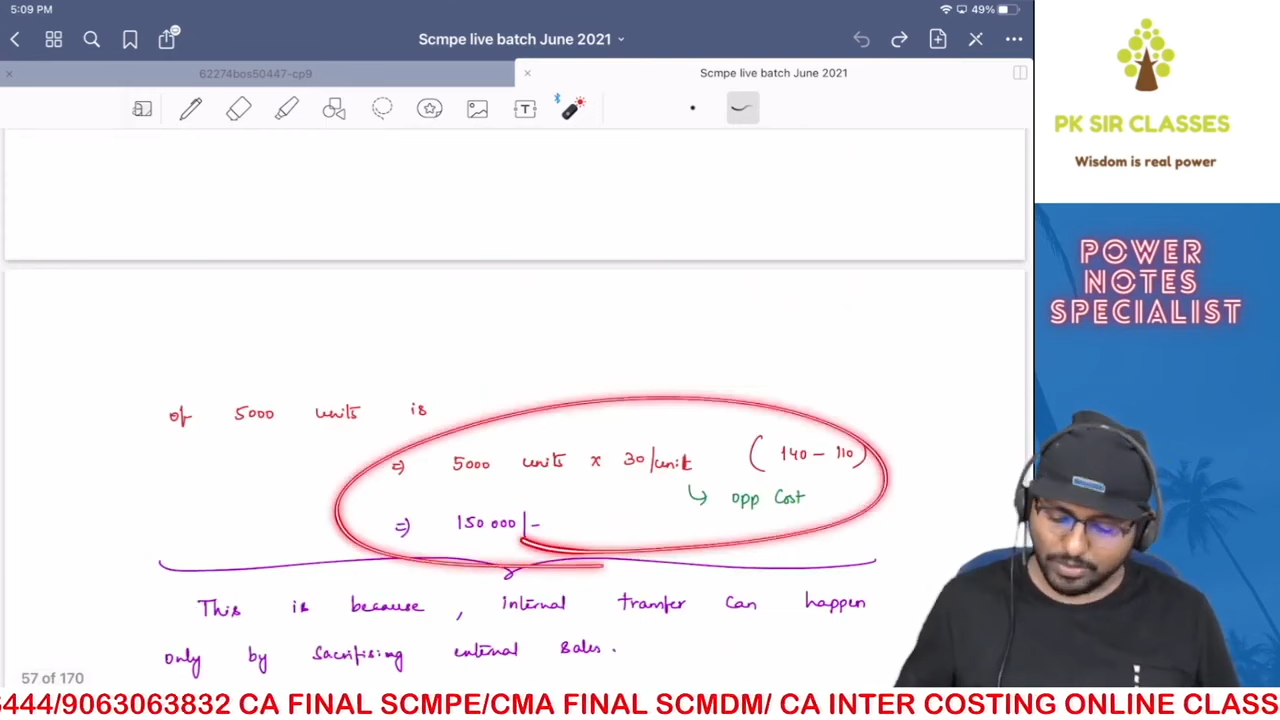 5:09 PM
49%
Scmpe live batch June 2021
62274bos50447-cp9
Scmpe live batch June 2021
T
PK SIR CLASSES
Wisdom is real power
POWER
NOTES
SPECIALIST
of 5000 units is
=) 5000 units x 30/unit (140 - 110)
↳ opp Cost
=) 150 000/-
This is because, internal transfer can happen
only by sacrifising external sales.
57 of 170
6444/9063063832 CA FINAL SCMPE/CMA FINAL SCMDM/ CA INTER COSTING ONLINE CLASS